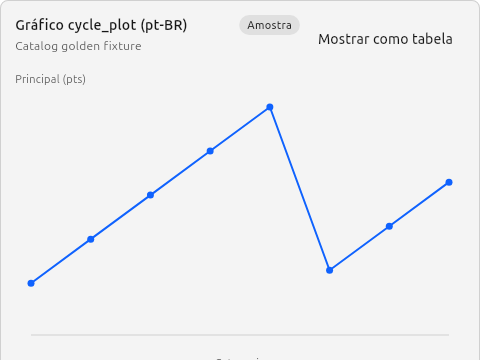 Gráfico cycle_plot (pt-BR)
Amostra
Mostrar como tabela
Catalog golden fixture
Principal (pts)